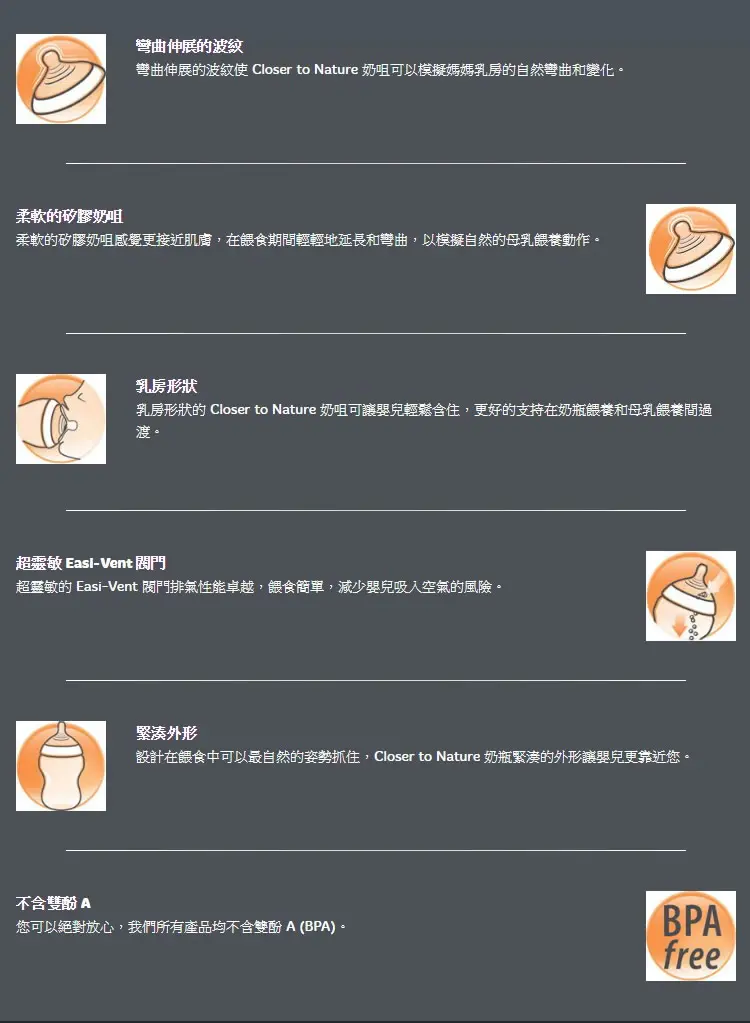 彎曲伸展的波紋
彎曲伸展的波紋使 Closer to Nature 奶咀可以模擬媽媽乳房的自然彎曲和變化。
柔軟的矽膠奶咀
柔軟的矽膠奶咀感覺更接近肌膚，在餵食期間輕輕地延長和彎曲，以模擬自然的母乳餵養動作。
乳房形狀
乳房形狀的 Closer to Nature 奶咀可讓嬰兒輕鬆含住，更好的支持在奶瓶餵養和母乳餵養間過
渡。
超靈敏 Easi-Vent 閥門
超靈敏的 Easi-Vent 閥門排氣性能卓越，餵食簡單，減少嬰兒吸入空氣的風險。
緊湊外形
設計在餵食中可以最自然的姿勢抓住，Closer to Nature 奶瓶緊湊的外形讓嬰兒更靠近您。
不含雙酚 A
您可以絕對放心，我們所有產品均不含雙酚 A (BPA)。
BPA
free